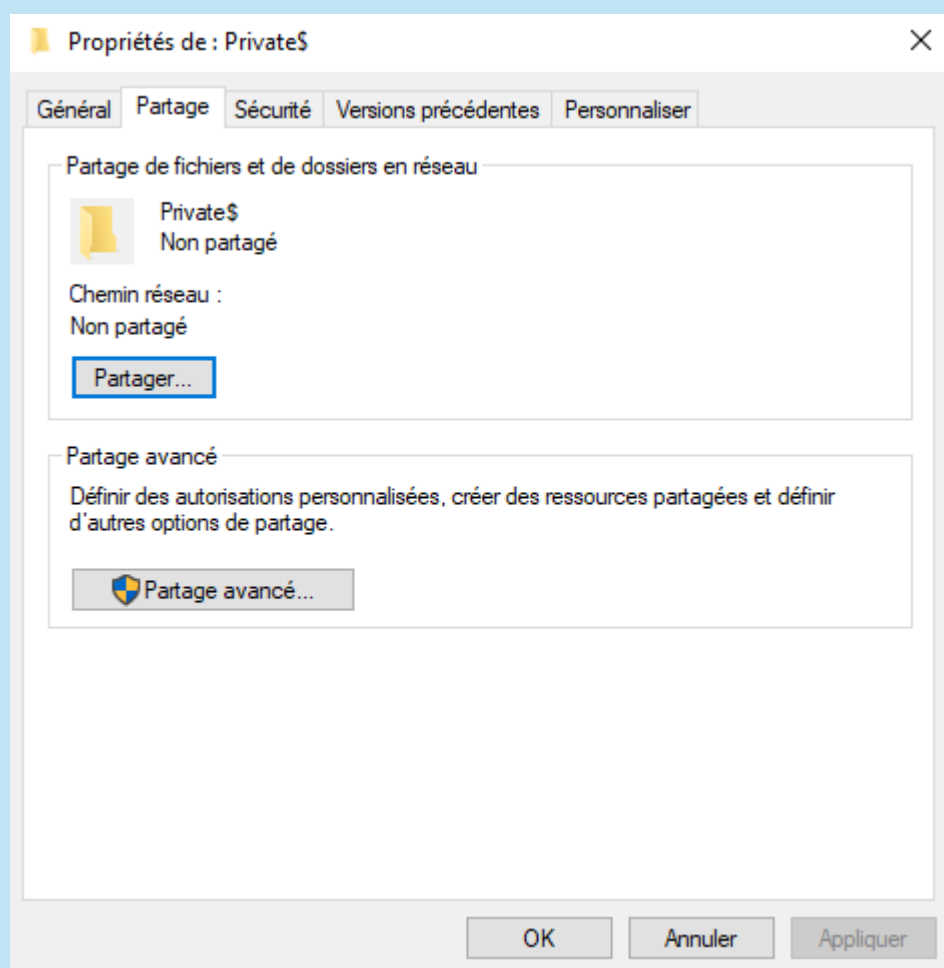 Propriétés de : Private$
Général Partage Sécurité Versions précédentes Personnaliser
Partage de fichiers et de dossiers en réseau
Private$
Non partagé
Chemin réseau :
Non partagé
Partager...
Partage avancé
Définir des autorisations personnalisées, créer des ressources partagées et définir
d'autres options de partage.
Partage avancé...
OK Annuler Appliquer